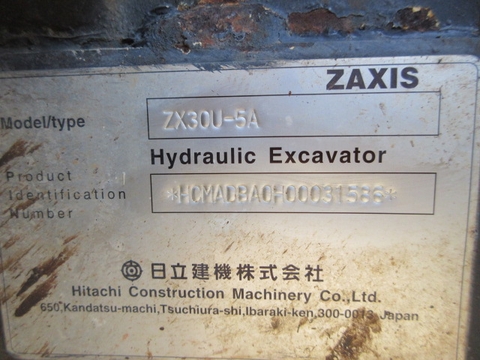 ZAXIS
Model/type ZX30U-5A
Hydraulic Excavator
Product
Identification
Number
*HCMADBA0H00031586*
日立建機株式会社
Hitachi Construction Machinery Co.,Ltd.
650,Kandatsu-machi,Tsuchiura-shi,Ibaraki-ken,300-0013 Japan